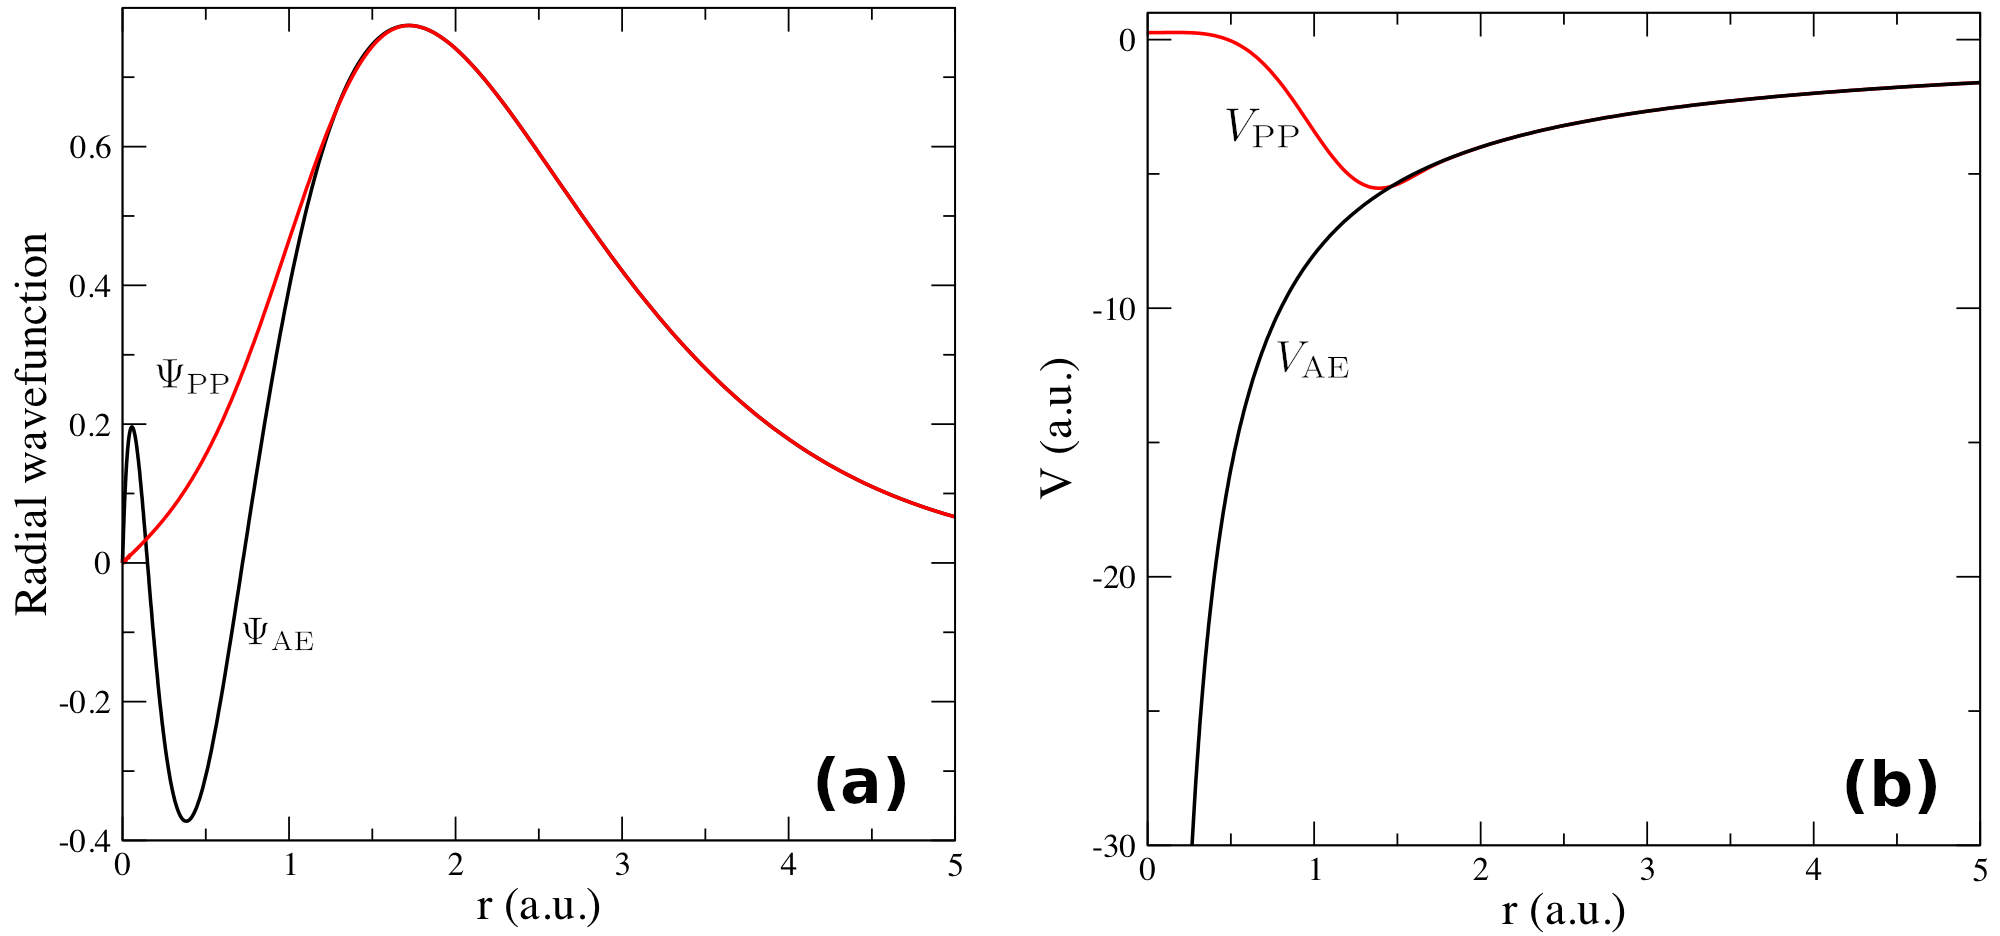 Radial wavefunction
0.6
0.4
0.2
0
-0.2
-0.4
Ψ_PP
Ψ_AE
(a)
0 1 2 3 4 5
r (a.u.)
V (a.u.)
0
-10
-20
-30
V_PP
V_AE
(b)
0 1 2 3 4 5
r (a.u.)